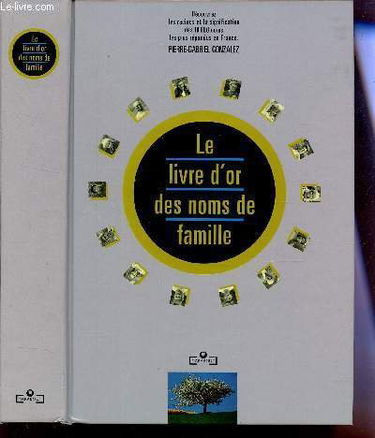 Le-livre.com
Le
livre d'or
des noms de
famille
Découvrez
les racines et la signification
des 10 000 noms
les plus répandus en France.
PIERRE-GABRIEL GONZALEZ
Le
livre d'or
des noms de
famille